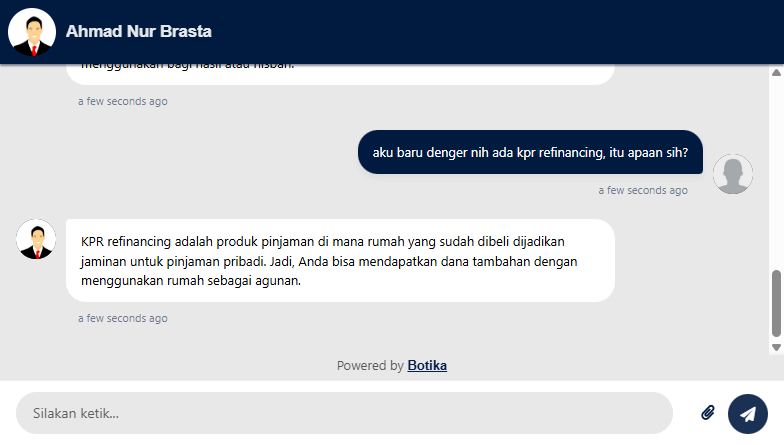 Ahmad Nur Brasta
menggunakan bagi hasil atau nisbah.
a few seconds ago
aku baru denger nih ada kpr refinancing, itu apaan sih?
a few seconds ago
KPR refinancing adalah produk pinjaman di mana rumah yang sudah dibeli dijadikan
jaminan untuk pinjaman pribadi. Jadi, Anda bisa mendapatkan dana tambahan dengan
menggunakan rumah sebagai agunan.
a few seconds ago
Powered by Botika
Silakan ketik...